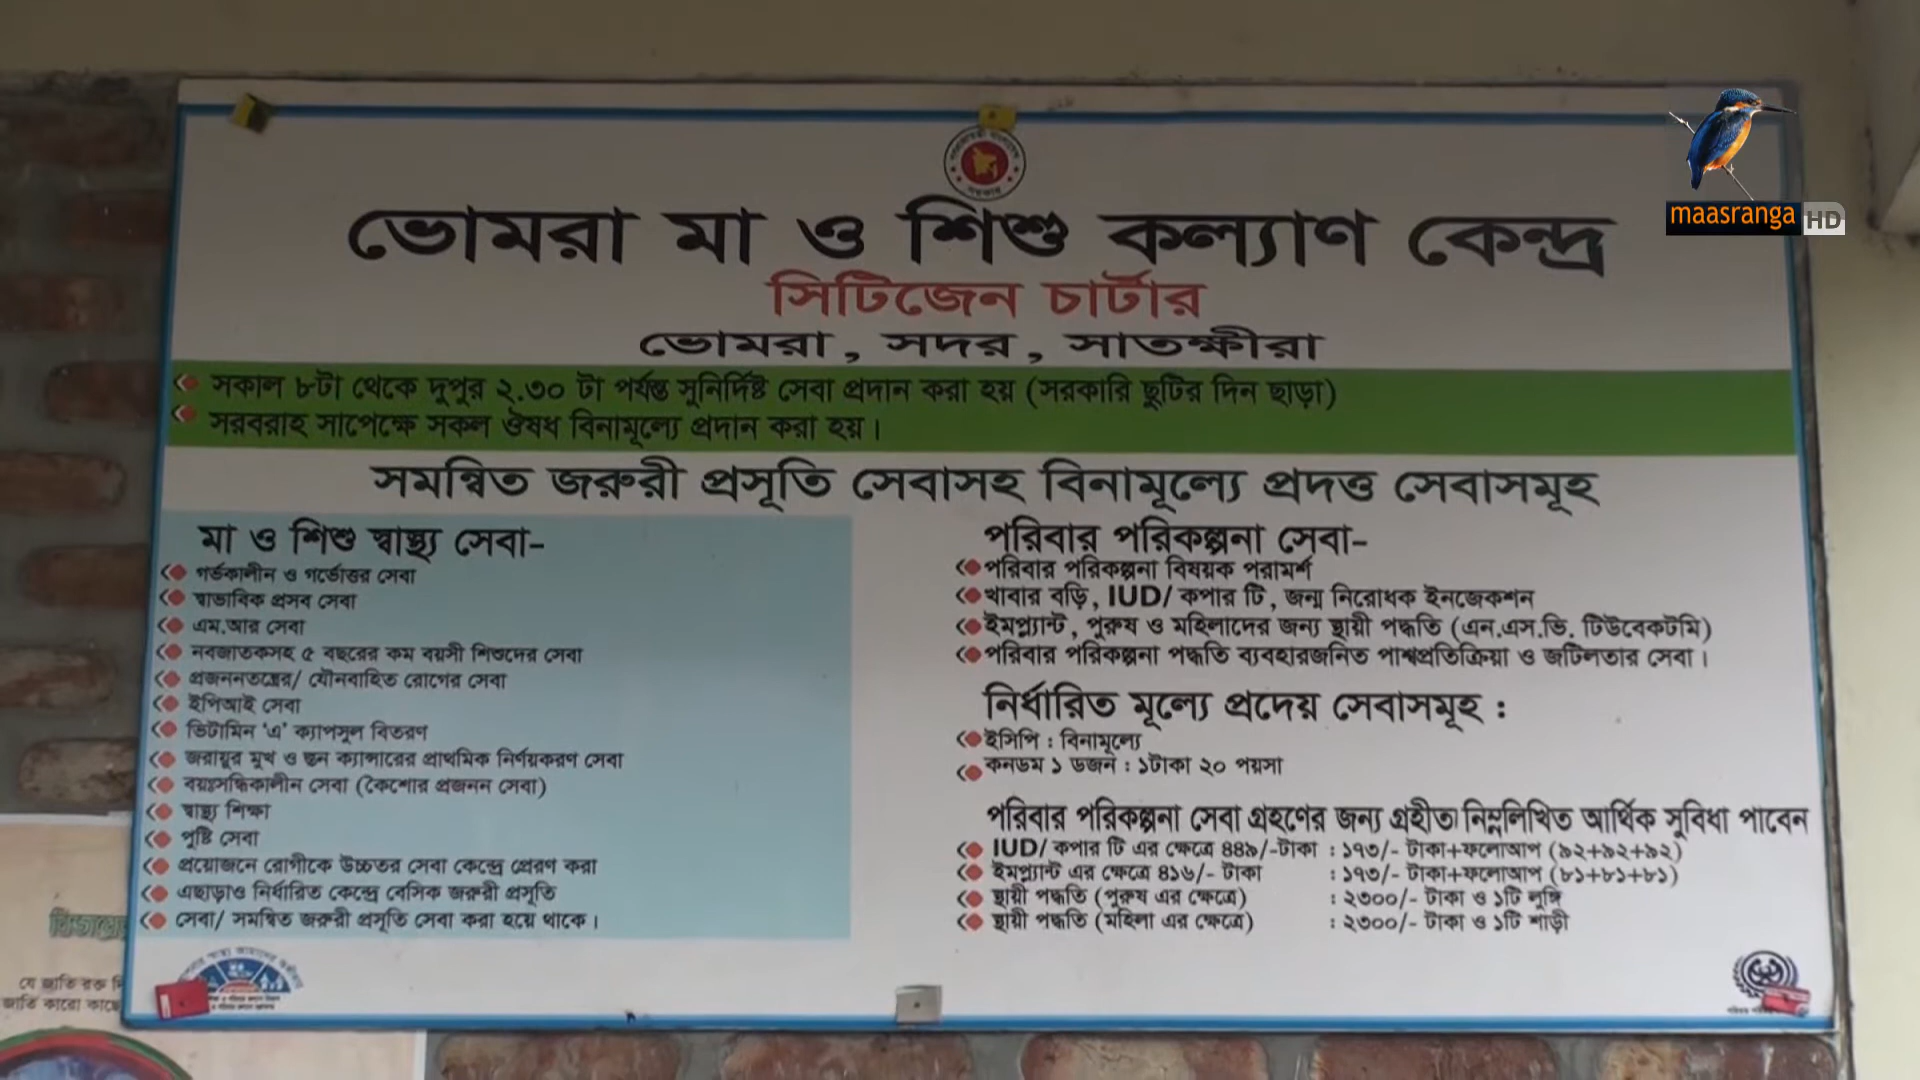 maasranga HD
ভোমরা মা ও শিশু কল্যাণ কেন্দ্র
সিটিজেন চার্টার
ভোমরা, সদর, সাতক্ষীরা
সকাল ৮টা থেকে দুপুর ২.৩০ টা পর্যন্ত সুনির্দিষ্ট সেবা প্রদান করা হয় (সরকারি ছুটির দিন ছাড়া)
সরবরাহ সাপেক্ষে সকল ঔষধ বিনামূল্যে প্রদান করা হয়।
সমন্বিত জরুরী প্রসূতি সেবাসহ বিনামূল্যে প্রদত্ত সেবাসমূহ
মা ও শিশু স্বাস্থ্য সেবা-
গর্ভকালীন ও গর্ভোত্তর সেবা
স্বাভাবিক প্রসব সেবা
এম.আর সেবা
নবজাতকসহ ৫ বছরের কম বয়সী শিশুদের সেবা
প্রজননতন্ত্রের/ যৌনবাহিত রোগের সেবা
ইপিআই সেবা
ভিটামিন ‘এ’ ক্যাপসুল বিতরণ
জরায়ুর মুখ ও স্তন ক্যান্সারের প্রাথমিক নির্ণয়করণ সেবা
বয়ঃসন্ধিকালীন সেবা (কৈশোর প্রজনন সেবা)
স্বাস্থ্য শিক্ষা
পুষ্টি সেবা
প্রয়োজনে রোগীকে উচ্চতর সেবা কেন্দ্রে প্রেরণ করা
এছাড়াও নির্ধারিত কেন্দ্রে বেসিক জরুরী প্রসূতি
সেবা/ সমন্বিত জরুরী প্রসূতি সেবা করা হয়ে থাকে।
পরিবার পরিকল্পনা সেবা-
পরিবার পরিকল্পনা বিষয়ক পরামর্শ
খাবার বড়ি, IUD/ কপার টি, জন্ম নিরোধক ইনজেকশন
ইমপ্ল্যান্ট, পুরুষ ও মহিলাদের জন্য স্থায়ী পদ্ধতি (এন.এস.ভি. টিউবেকটমি)
পরিবার পরিকল্পনা পদ্ধতি ব্যবহারজনিত পার্শ্বপ্রতিক্রিয়া ও জটিলতার সেবা।
নির্ধারিত মূল্যে প্রদেয় সেবাসমূহ :
ইসিপি : বিনামূল্যে
কনডম ১ ডজন : ১টাকা ২০ পয়সা
পরিবার পরিকল্পনা সেবা গ্রহণের জন্য গ্রহীতা নিম্নলিখিত আর্থিক সুবিধা পাবেন
IUD/ কপার টি এর ক্ষেত্রে ৪৪৯/-টাকা : ১৭৩/- টাকা+ফলোআপ (৯২+৯২+৯২)
ইমপ্ল্যান্ট এর ক্ষেত্রে ৪১৬/- টাকা : ১৭৩/- টাকা+ফলোআপ (৮১+৮১+৮১)
স্থায়ী পদ্ধতি (পুরুষ এর ক্ষেত্রে) : ২৩০০/- টাকা ও ১টি লুঙ্গি
স্থায়ী পদ্ধতি (মহিলা এর ক্ষেত্রে) : ২৩০০/- টাকা ও ১টি শাড়ী
যে জাতি রক্ত
জাতি কারো